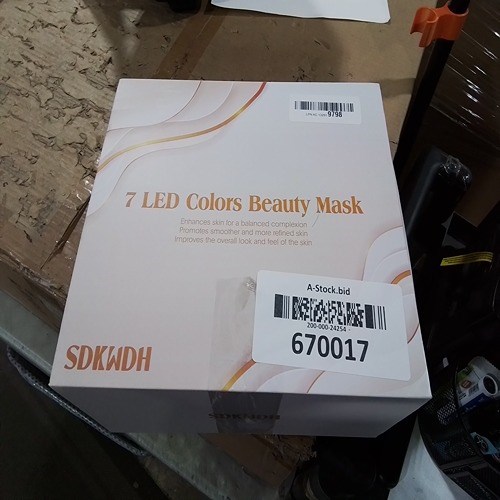 9798
7 LED Colors Beauty Mask
Enhances skin for a balanced complexion
Promotes smoother and more refined skin
Improves the overall look and feel of the skin
A-Stock.bid
200-000-24254
670017
SDKWDH
SDKWDH